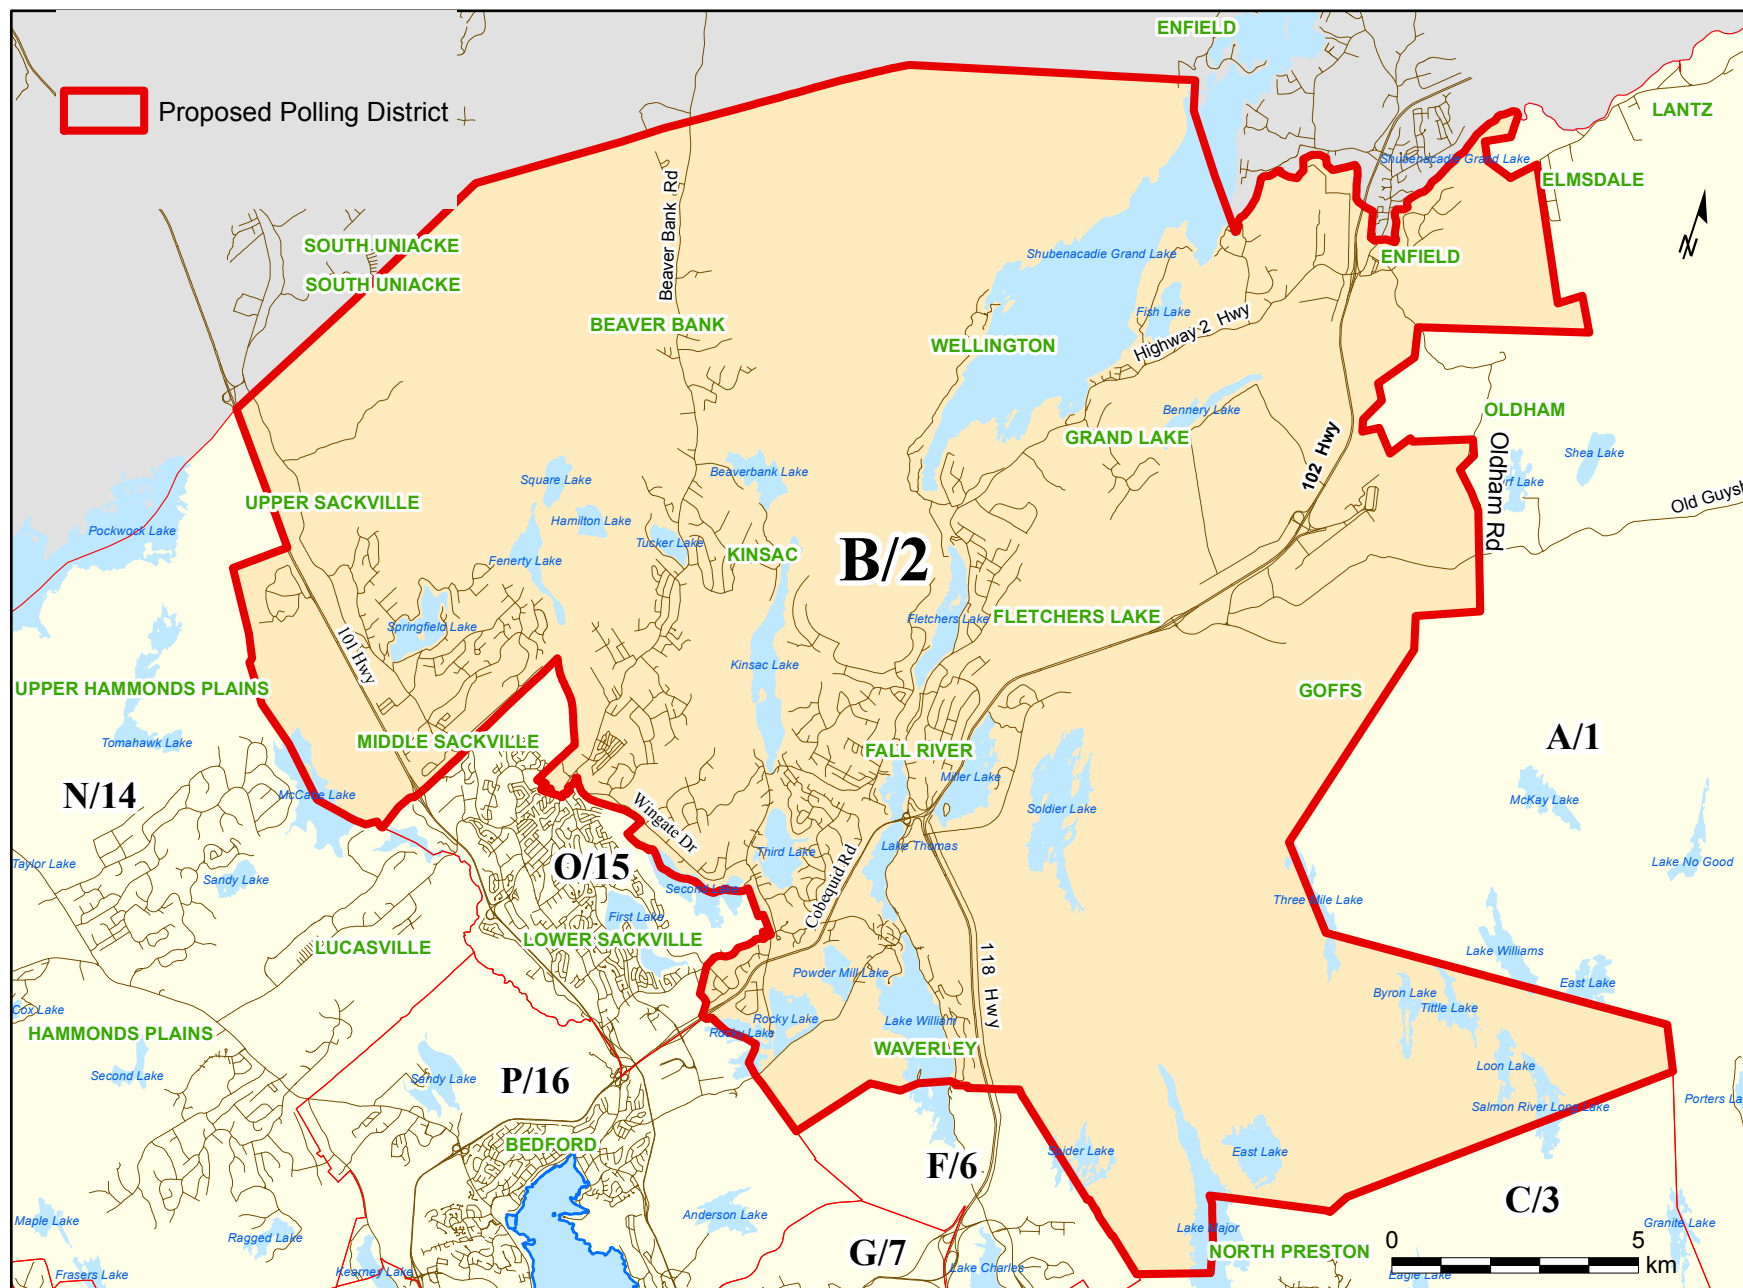 ENFIELD
Proposed Polling District
LANTZ
Shubenacadie Grand Lake
ELMSDALE
Beaver Bank Rd
SOUTH UNIACKE
SOUTH UNIACKE
Shubenacadie Grand Lake
ENFIELD
Fish Lake
BEAVER BANK
WELLINGTON
Highway 2 Hwy
Bennery Lake
OLDHAM
GRAND LAKE
102 Hwy
Oldham Rd
Shea Lake
Beaverbank Lake
Square Lake
rf Lake
UPPER SACKVILLE
Old Guysb
Pockwock Lake
Hamilton Lake
Tucker Lake
KINSAC
B/2
Fenerty Lake
Springfield Lake
Fletchers Lake
FLETCHERS LAKE
101 Hwy
Kinsac Lake
UPPER HAMMONDS PLAINS
GOFFS
Tomahawk Lake
MIDDLE SACKVILLE
FALL RIVER
A/1
Miller Lake
N/14
McCabe Lake
Wingate Dr
Soldier Lake
McKay Lake
Taylor Lake
Sandy Lake
O/15
Third Lake
Cobequid Rd
Lake Thomas
Lake No Good
Second Lake
Three Mile Lake
First Lake
LUCASVILLE
LOWER SACKVILLE
118 Hwy
Lake Williams
Powder Mill Lake
East Lake
Byron Lake
Tittle Lake
Cox Lake
HAMMONDS PLAINS
Rocky Lake
Rocky Lake
Lake William
WAVERLEY
Second Lake
Sandy Lake
P/16
Loon Lake
Salmon River Long Lake
Porters La
BEDFORD
Spider Lake
East Lake
F/6
C/3
Maple Lake
Ragged Lake
Anderson Lake
Lake Major
Granite Lake
G/7
NORTH PRESTON
0 5
km
Frasers Lake
Kearney Lake
Lake Charles
Eagle Lake